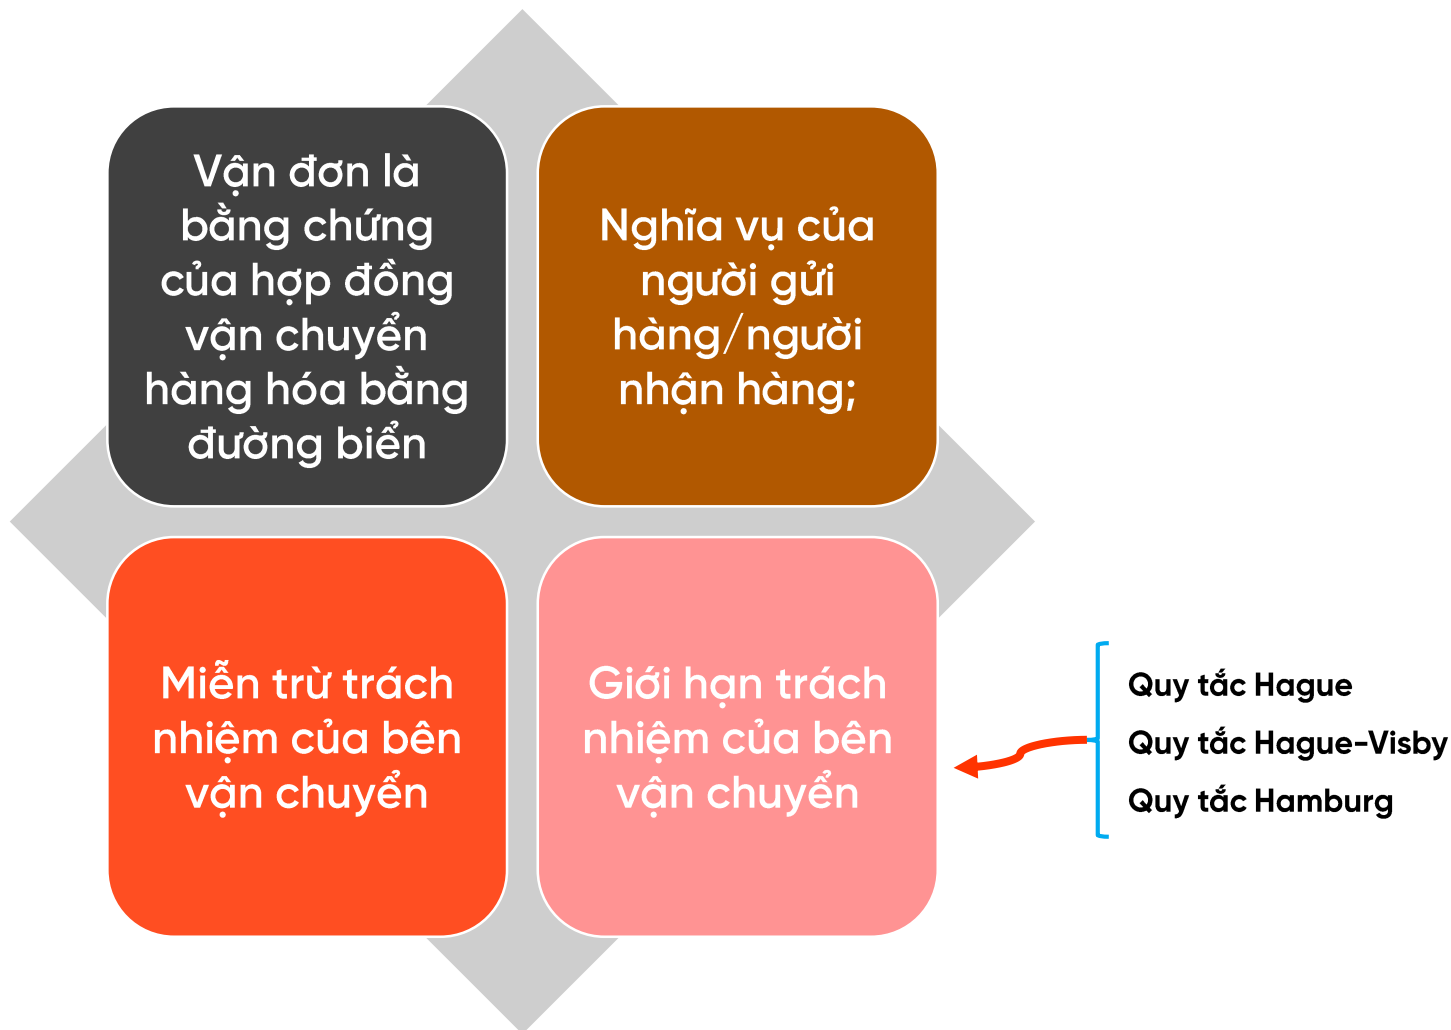 Vận đơn là
bằng chứng
của hợp đồng
vận chuyển
hàng hóa bằng
đường biển
Nghĩa vụ của
người gửi
hàng/người
nhận hàng;
Miễn trừ trách
nhiệm của bên
vận chuyển
Giới hạn trách
nhiệm của bên
vận chuyển
Quy tắc Hague
Quy tắc Hague-Visby
Quy tắc Hamburg